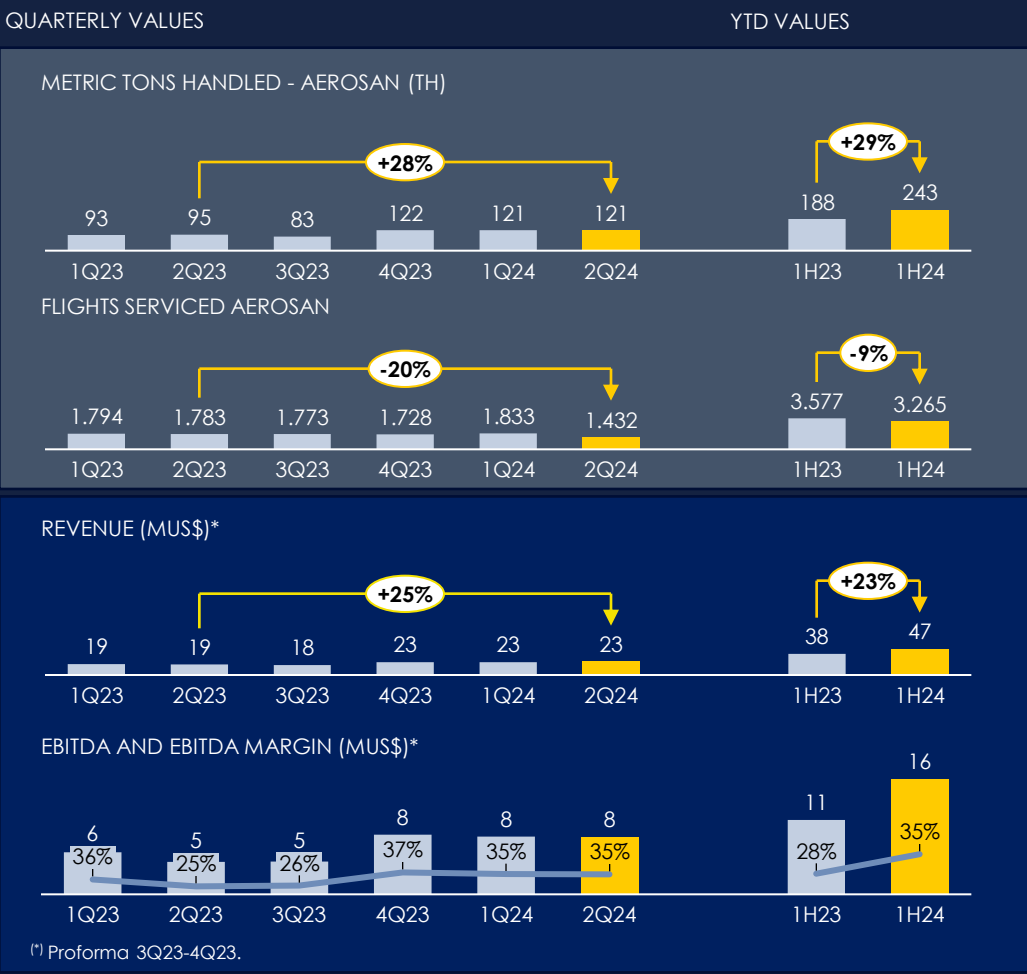 QUARTERLY VALUES YTD VALUES
METRIC TONS HANDLED - AEROSAN (TH)
+28% +29%
93 95 83 122 121 121 188 243
1Q23 2Q23 3Q23 4Q23 1Q24 2Q24 1H23 1H24
FLIGHTS SERVICED AEROSAN
-20% -9%
1.794 1.783 1.773 1.728 1.833 1.432 3.577 3.265
1Q23 2Q23 3Q23 4Q23 1Q24 2Q24 1H23 1H24
REVENUE (MUS$)*
+25% +23%
19 19 18 23 23 23 38 47
1Q23 2Q23 3Q23 4Q23 1Q24 2Q24 1H23 1H24
EBITDA AND EBITDA MARGIN (MUS$)*
6 5 5 8 8 8 11 16
36% 25% 26% 37% 35% 35% 28% 35%
1Q23 2Q23 3Q23 4Q23 1Q24 2Q24 1H23 1H24
(*) Proforma 3Q23-4Q23.